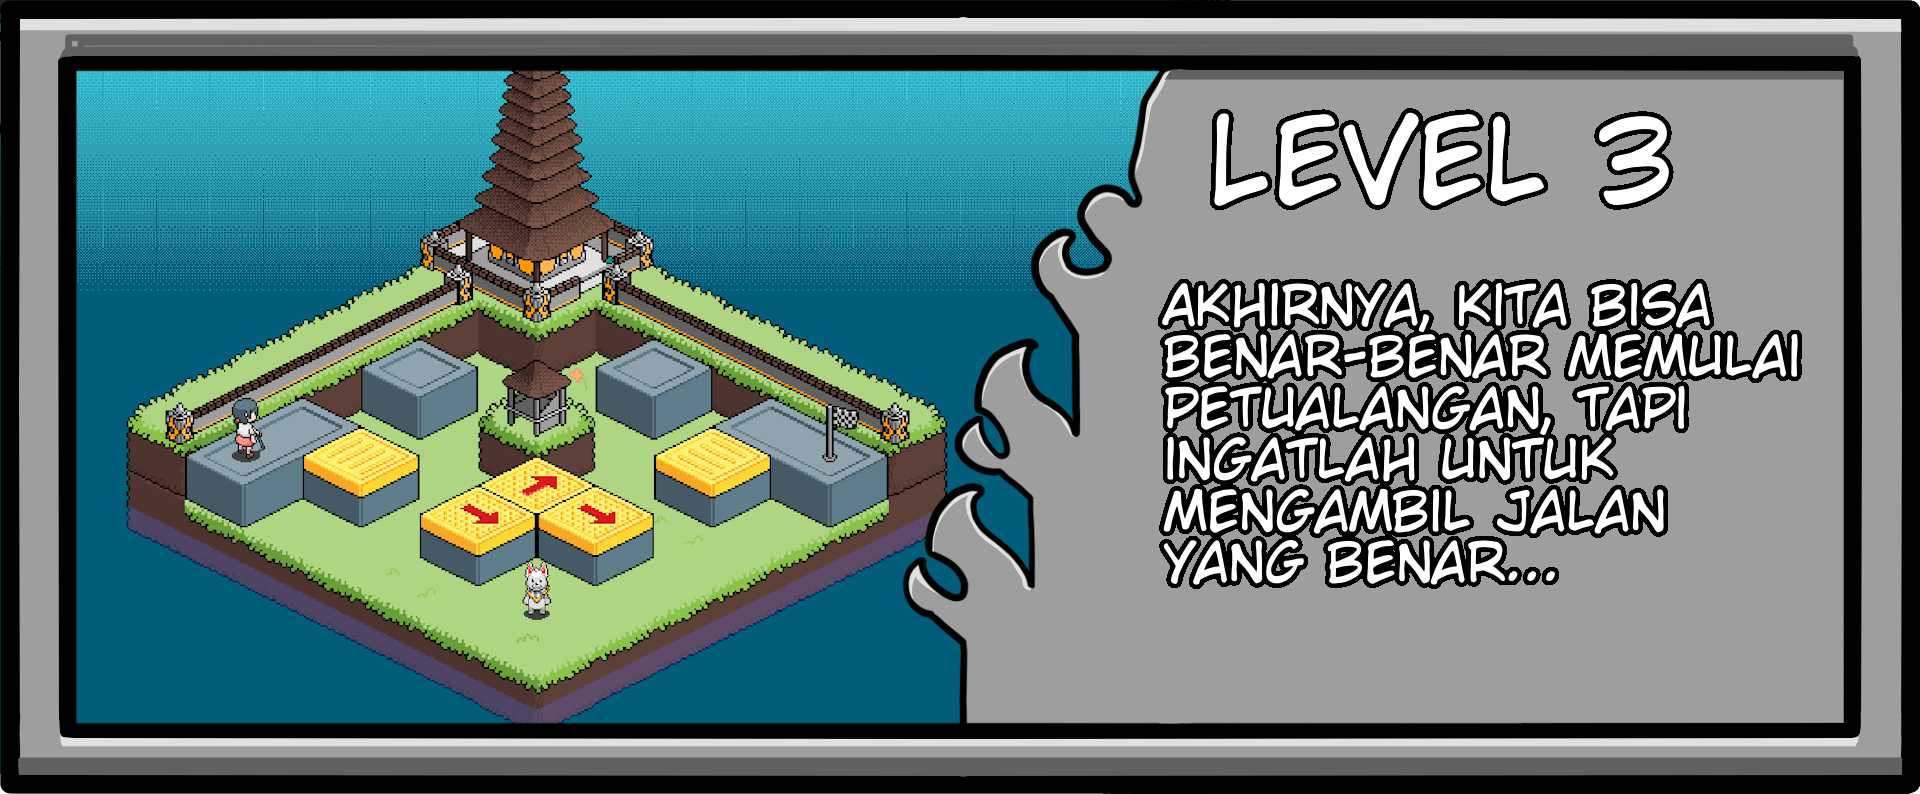 LEVEL 3
AKHIRNYA, KITA BISA
BENAR-BENAR MEMULAI
PETUALANGAN, TAPI
INGATLAH UNTUK
MENGAMBIL JALAN
YANG BENAR...